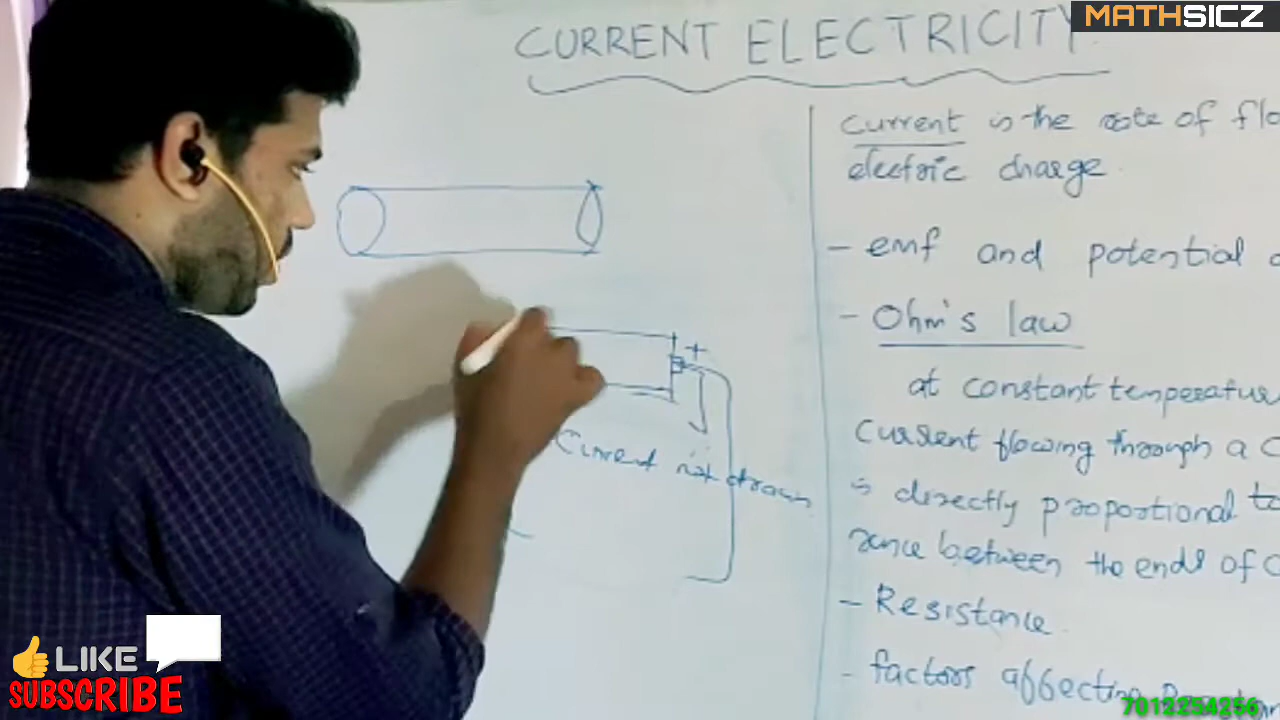 MATHSICZ
CURRENT ELECTRICITY
Current is the rate of flo
electric charge.
- emf and potential d
- Ohm's law
at constant temperature
Current flowing through a C
is directly proportional to
rence between the ends of C
- Resistance.
- factors affecting
+
Current not drawn
LIKE
SUBSCRIBE
7012254256